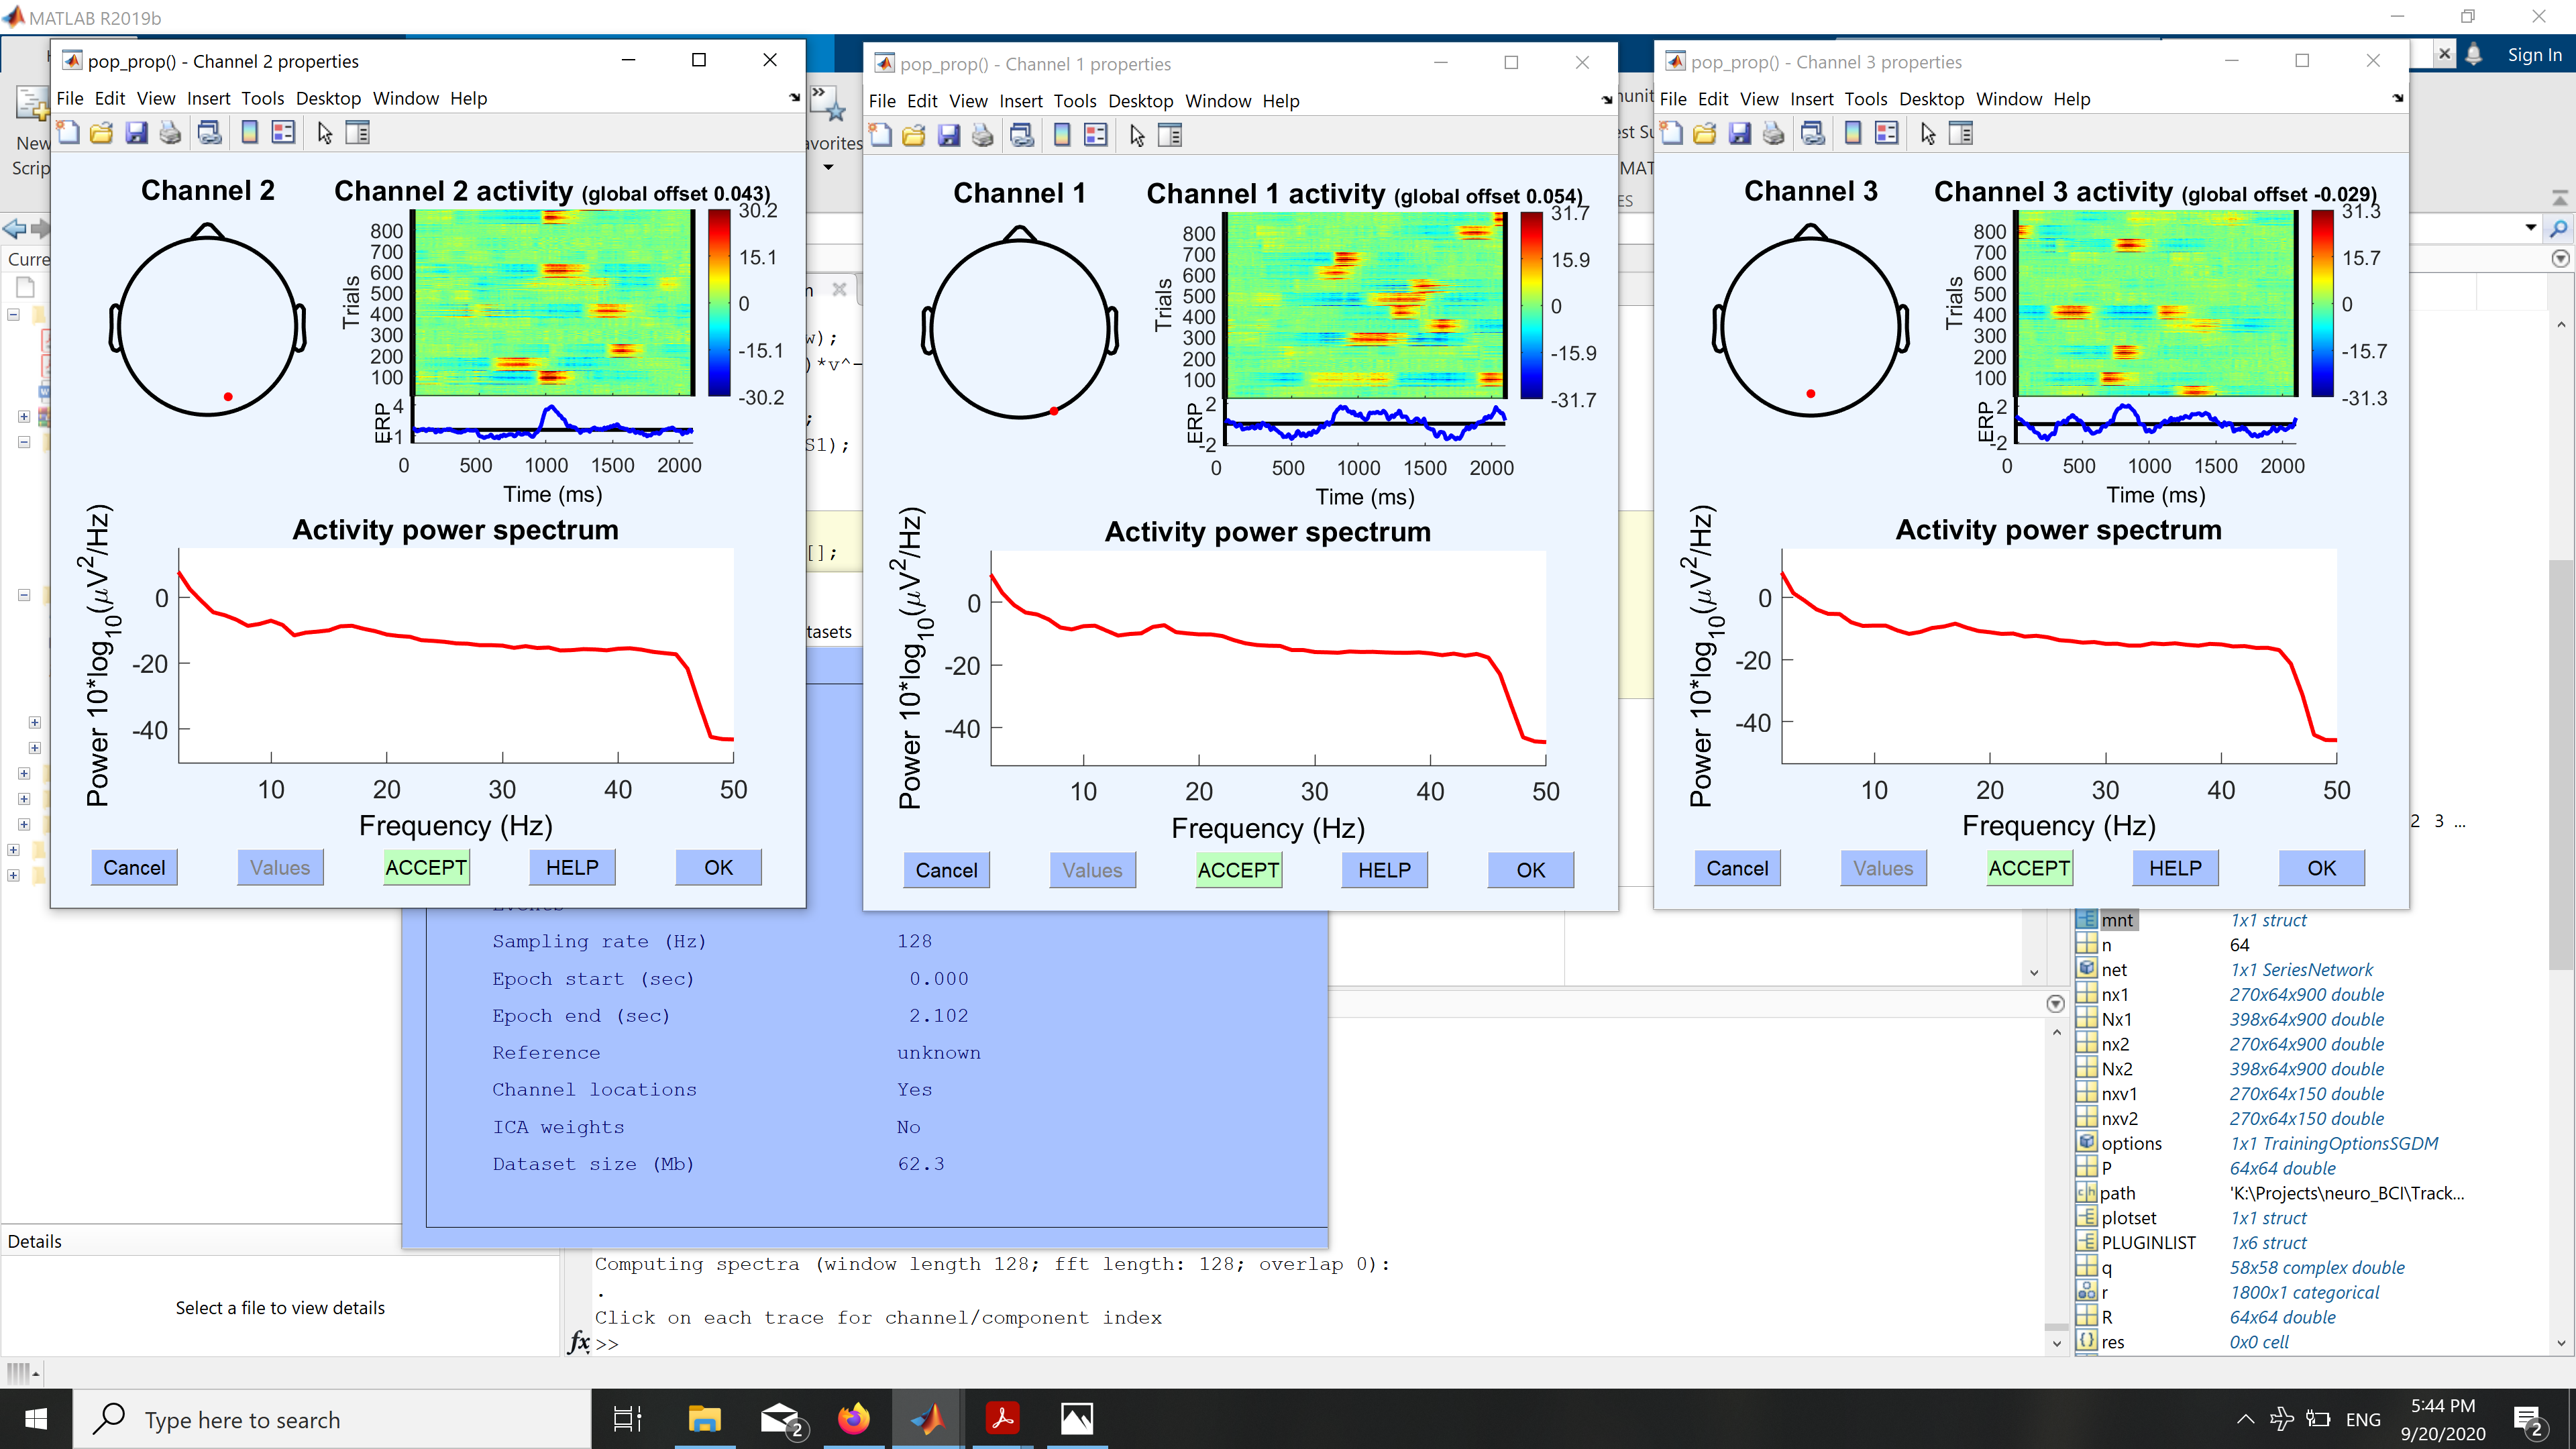 MATLAB R2019b
Sign In
New
Scrip
avorites
Curre
pop_prop() - Channel 2 properties
File Edit View Insert Tools Desktop Window Help
Channel 2
Channel 2 activity (global offset 0.043)
Trials
800
700
600
500
400
300
200
100
30.2
15.1
0
-15.1
-30.2
ERP
4
-1
0 500 1000 1500 2000
Time (ms)
Activity power spectrum
Power 10*log10(μV2/Hz)
0
-20
-40
10 20 30 40 50
Frequency (Hz)
Cancel Values ACCEPT HELP OK
w);
)*v^-
;
S1);
[];
tasets
pop_prop() - Channel 1 properties
File Edit View Insert Tools Desktop Window Help
Channel 1
Channel 1 activity (global offset 0.054)
Trials
800
700
600
500
400
300
200
100
31.7
15.9
0
-15.9
-31.7
ERP
2
-2
0 500 1000 1500 2000
Time (ms)
Activity power spectrum
Power 10*log10(μV2/Hz)
0
-20
-40
10 20 30 40 50
Frequency (Hz)
Cancel Values ACCEPT HELP OK
nunit
est Su
MAT
ES
pop_prop() - Channel 3 properties
File Edit View Insert Tools Desktop Window Help
Channel 3
Channel 3 activity (global offset -0.029)
Trials
800
700
600
500
400
300
200
100
31.3
15.7
0
-15.7
-31.3
ERP
2
-2
0 500 1000 1500 2000
Time (ms)
Activity power spectrum
Power 10*log10(μV2/Hz)
0
-20
-40
10 20 30 40 50
Frequency (Hz)
Cancel Values ACCEPT HELP OK
2 3 ...
Sampling rate (Hz) 128
Epoch start (sec) 0.000
Epoch end (sec) 2.102
Reference unknown
Channel locations Yes
ICA weights No
Dataset size (Mb) 62.3
mnt 1x1 struct
n 64
net 1x1 SeriesNetwork
nx1 270x64x900 double
Nx1 398x64x900 double
nx2 270x64x900 double
Nx2 398x64x900 double
nxv1 270x64x150 double
nxv2 270x64x150 double
options 1x1 TrainingOptionsSGDM
P 64x64 double
path 'K:\Projects\neuro_BCI\Track...
plotset 1x1 struct
PLUGINLIST 1x6 struct
q 58x58 complex double
r 1800x1 categorical
R 64x64 double
res 0x0 cell
Details
Select a file to view details
Computing spectra (window length 128; fft length: 128; overlap 0):
.
Click on each trace for channel/component index
fx >>
Type here to search
2
ENG
5:44 PM
9/20/2020
2